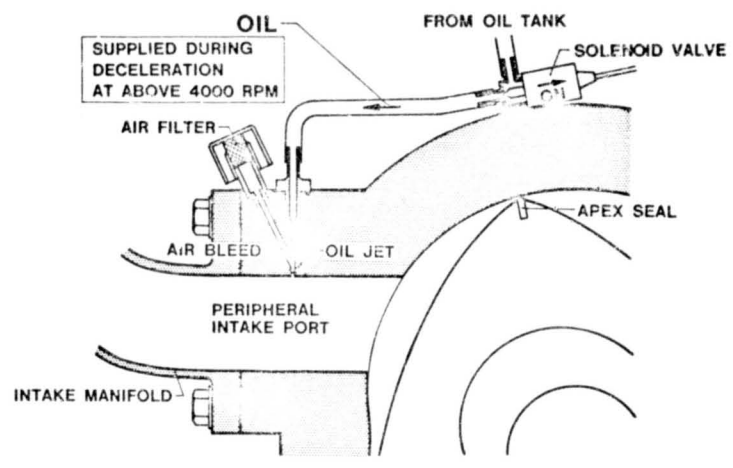 OIL
FROM OIL TANK
SUPPLIED DURING
DECELERATION
AT ABOVE 4000 RPM
SOLENOID VALVE
AIR FILTER
APEX SEAL
AIR BLEED
OIL JET
PERIPHERAL
INTAKE PORT
INTAKE MANIFOLD